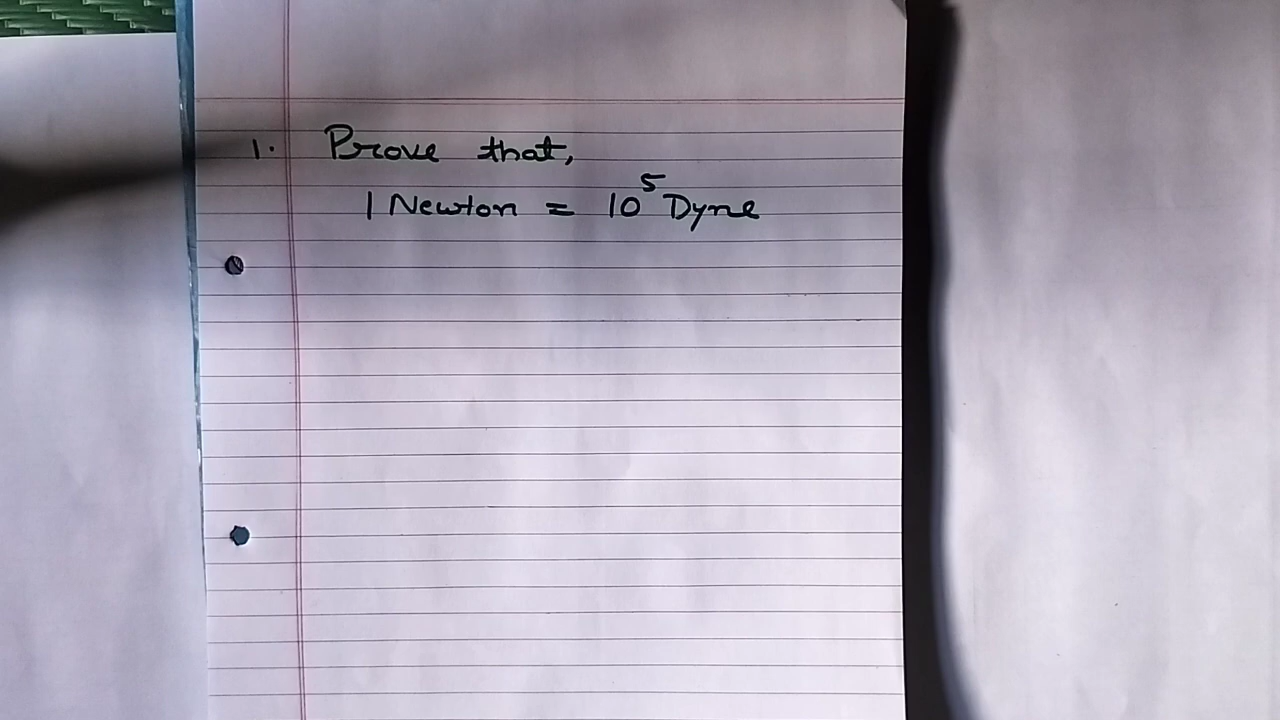 1. Prove that,
1 Newton = 10⁵ Dyne